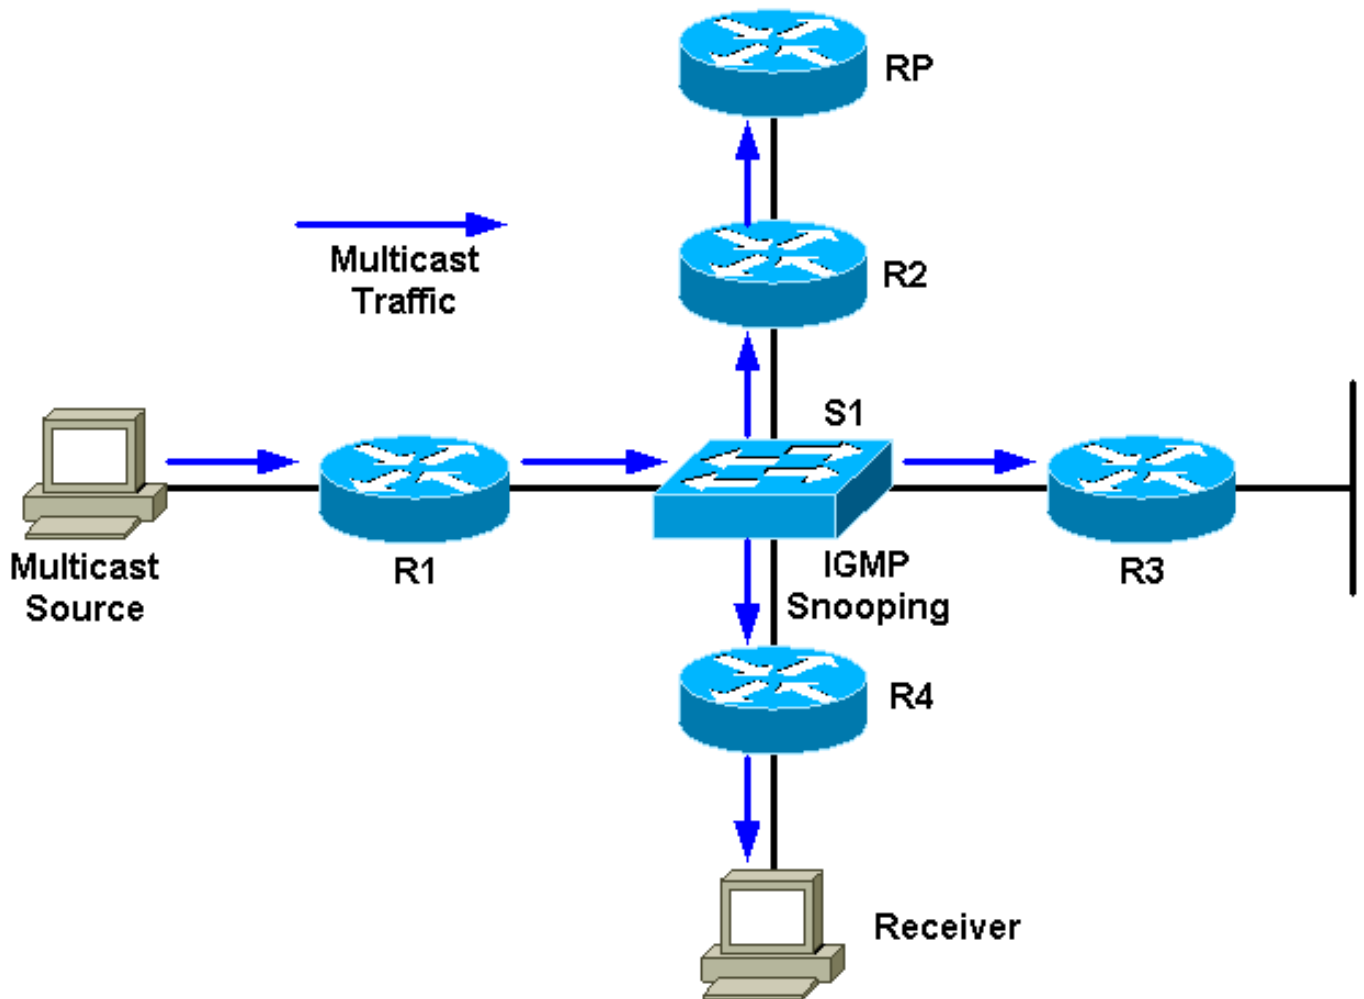 RP
R2
Multicast
Traffic
S1
Multicast
Source
R1
IGMP
Snooping
R3
R4
Receiver